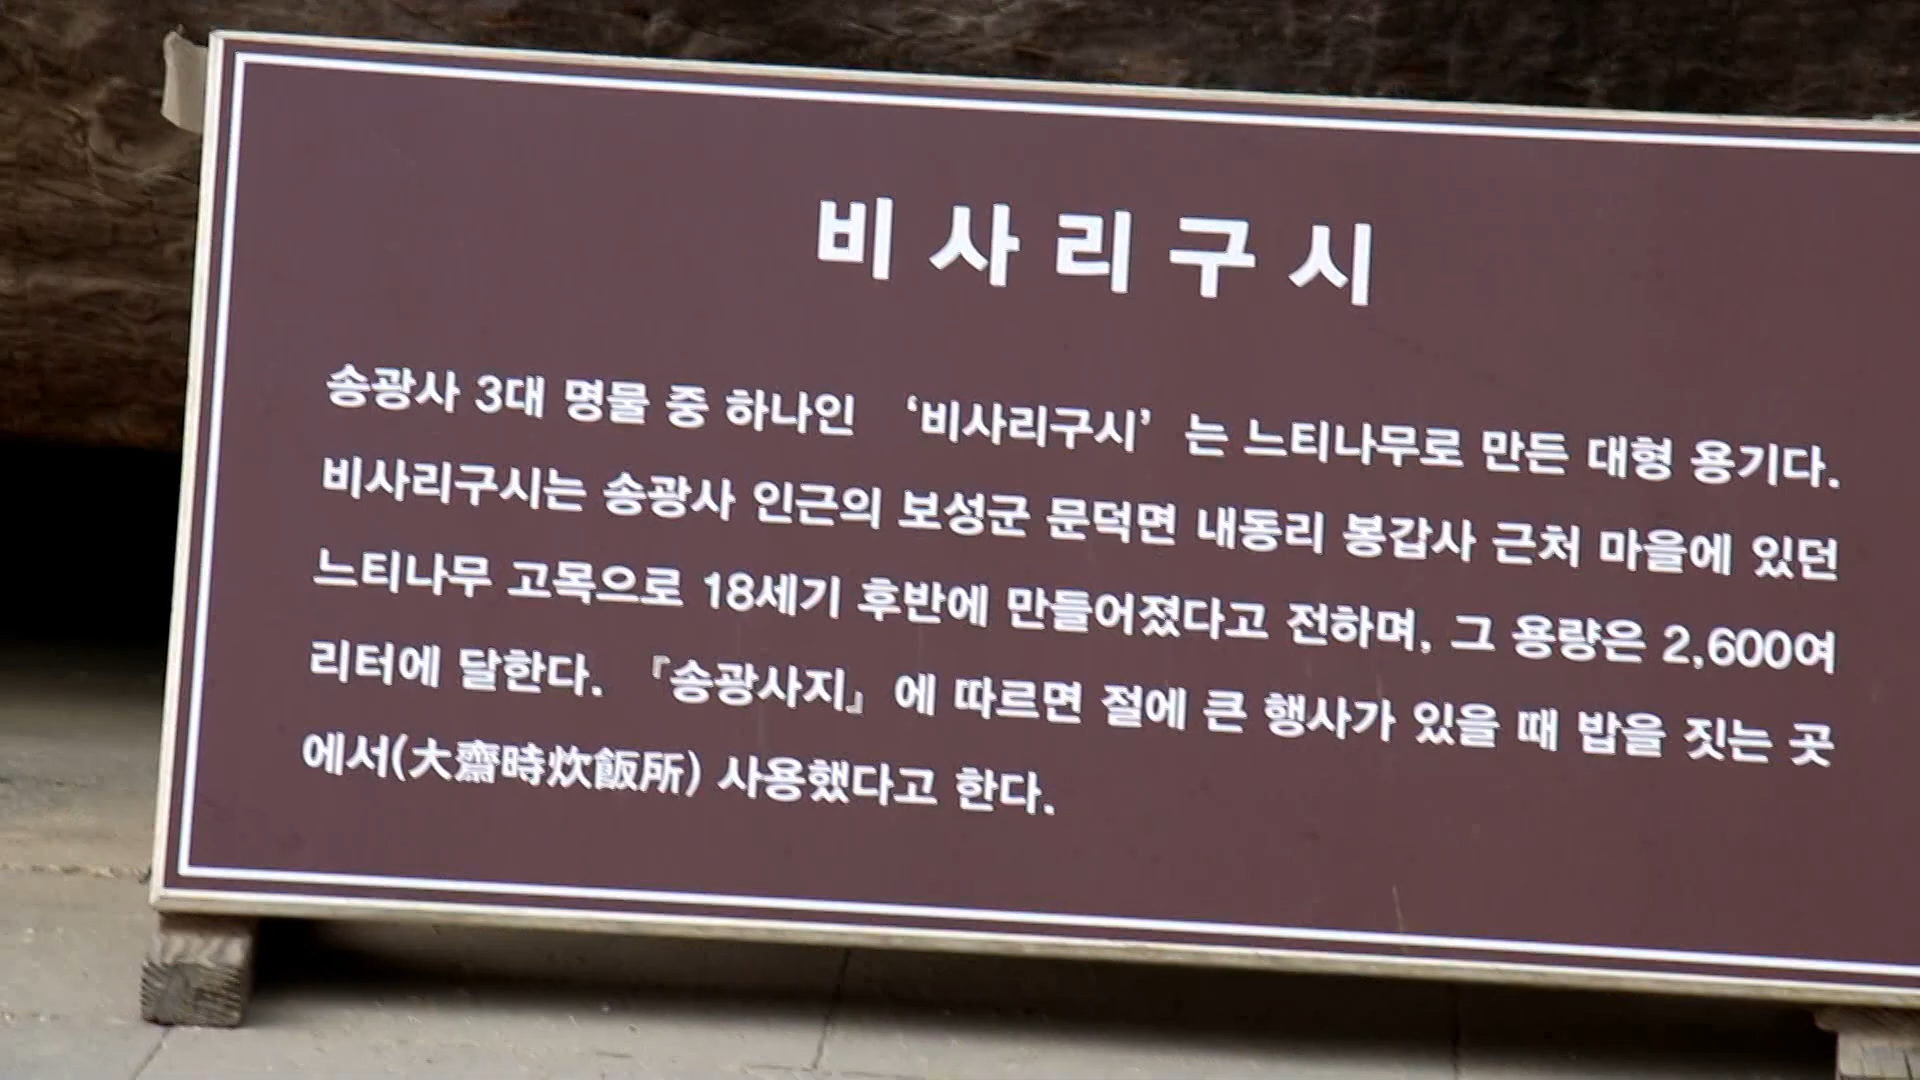 비사리구시
송광사 3대 명물 중 하나인 ‘비사리구시’ 는 느티나무로 만든 대형 용기다.
비사리구시는 송광사 인근의 보성군 문덕면 내동리 봉갑사 근처 마을에 있던
느티나무 고목으로 18세기 후반에 만들어졌다고 전하며, 그 용량은 2,600여
리터에 달한다. 『송광사지』 에 따르면 절에 큰 행사가 있을 때 밥을 짓는 곳
에서(大齋時炊飯所) 사용했다고 한다.